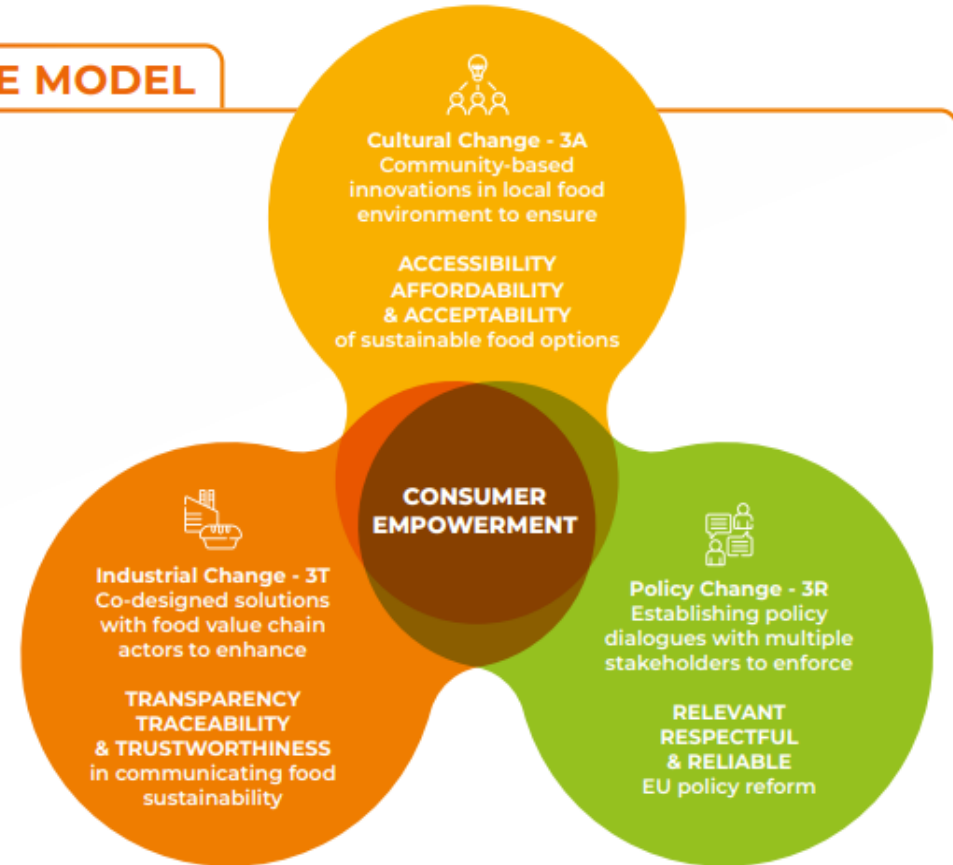 E MODEL
Cultural Change - 3A
Community-based
innovations in local food
environment to ensure
ACCESSIBILITY
AFFORDABILITY
& ACCEPTABILITY
of sustainable food options
CONSUMER
EMPOWERMENT
Industrial Change - 3T
Co-designed solutions
with food value chain
actors to enhance
TRANSPARENCY
TRACEABILITY
& TRUSTWORTHINESS
in communicating food
sustainability
Policy Change - 3R
Establishing policy
dialogues with multiple
stakeholders to enforce
RELEVANT
RESPECTFUL
& RELIABLE
EU policy reform